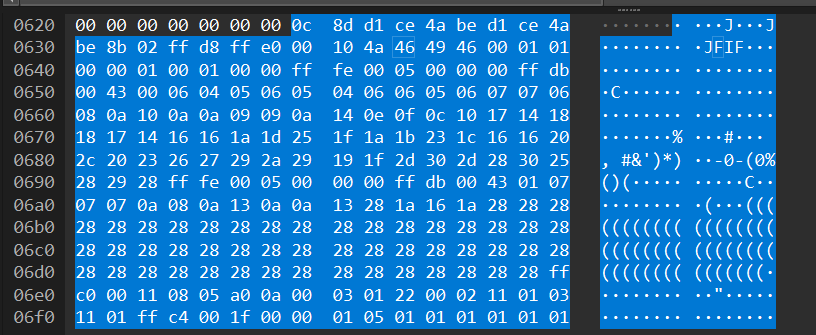 0620 00 00 00 00 00 00 00 00 0c 8d d1 ce 4a be d1 ce 4a ········ ····J···J
0630 be 8b 02 ff d8 ff e0 00 10 4a 46 49 46 00 01 01 ········ ·JFIF···
0640 00 00 01 00 01 00 00 ff fe 00 05 00 00 00 ff db ········ ········
0650 00 43 00 06 04 05 06 05 04 06 06 05 06 07 07 06 ·C······ ········
0660 08 0a 10 0a 0a 09 09 0a 14 0e 0f 0c 10 17 14 18 ········ ········
0670 18 17 14 16 16 1a 1d 25 1f 1a 1b 23 1c 16 16 20 ·······% ···#···
0680 2c 20 23 26 27 29 2a 29 19 1f 2d 30 2d 28 30 25 , #&')*) ··-0-(0%
0690 28 29 28 ff fe 00 05 00 00 00 ff db 00 43 01 07 ()(····· ·····C··
06a0 07 07 0a 08 0a 13 0a 0a 13 28 1a 16 1a 28 28 28 ········ ·(···(((
06b0 28 28 28 28 28 28 28 28 28 28 28 28 28 28 28 28 (((((((( ((((((((
06c0 28 28 28 28 28 28 28 28 28 28 28 28 28 28 28 28 (((((((( ((((((((
06d0 28 28 28 28 28 28 28 28 28 28 28 28 28 28 28 ff (((((((( (((((((·
06e0 c0 00 11 08 05 a0 0a 00 03 01 22 00 02 11 01 03 ········ ··"·····
06f0 11 01 ff c4 00 1f 00 00 01 05 01 01 01 01 01 01 ········ ········